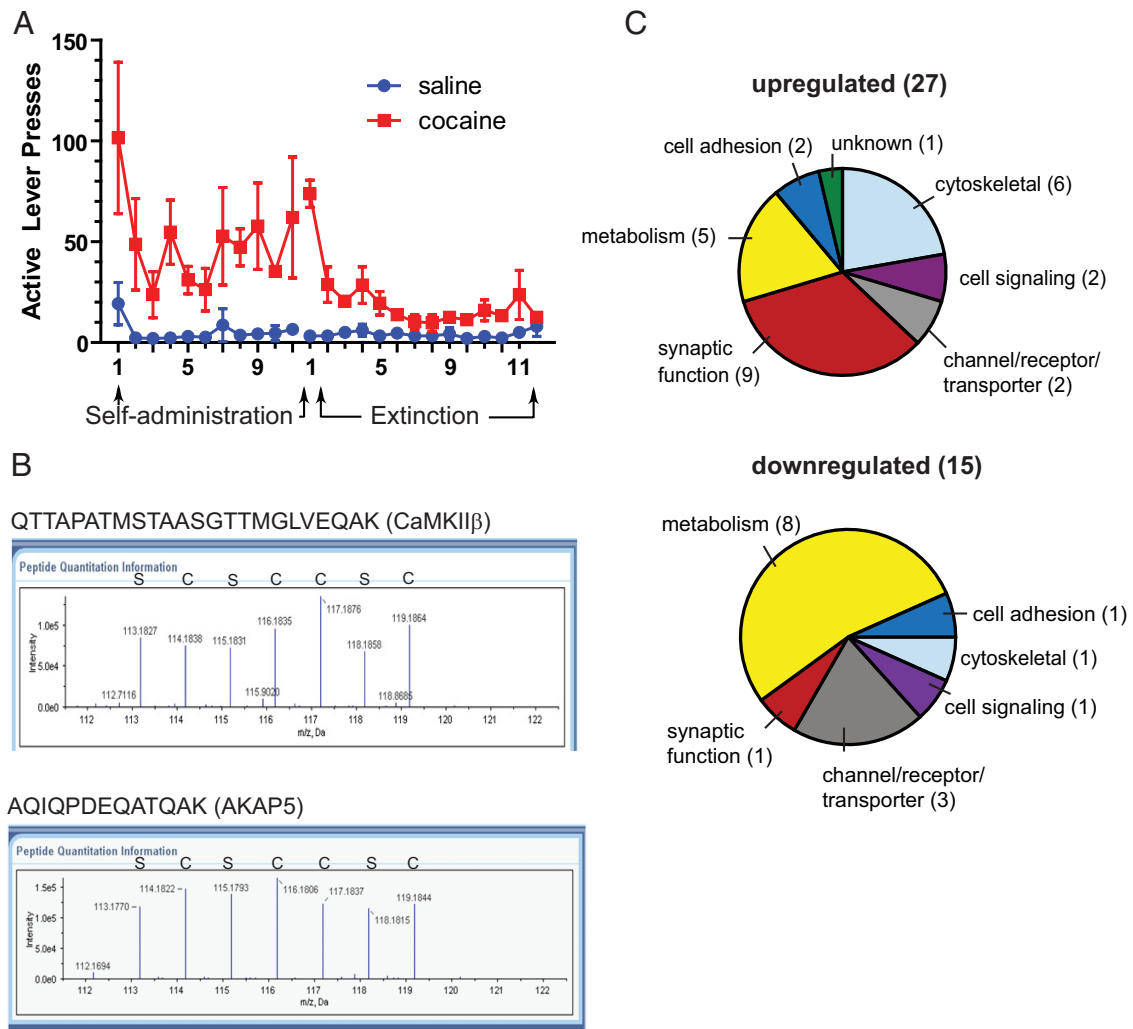 A
150
100
50
0
Active Lever Presses
saline
cocaine
1 5 9 1 5 9 11
Self-administration
Extinction
B
QTTAPATMSTAASGTTMGLVEQAK (CaMKIIβ)
Peptide Quantitation Information
S C S C C S C
1.0e5
5.0e4
0.0e0
Intensity
112.7116
113.1827
114.1838
115.1831
115.9020
116.1835
117.1876
118.1858
118.8685
119.1864
112 113 114 115 116 117 118 119 120 121 122
m/z, Da
AQIQPDEQATQAK (AKAP5)
Peptide Quantitation Information
S C S C C S C
1.5e5
1.0e5
5.0e4
0.0e0
Intensity
112.1694
113.1770
114.1822
115.1793
116.1806
117.1837
118.1815
119.1844
112 113 114 115 116 117 118 119 120 121 122
m/z, Da
C
upregulated (27)
cell adhesion (2)
unknown (1)
cytoskeletal (6)
metabolism (5)
cell signaling (2)
synaptic
function (9)
channel/receptor/
transporter (2)
downregulated (15)
metabolism (8)
cell adhesion (1)
cytoskeletal (1)
cell signaling (1)
synaptic
function (1)
channel/receptor/
transporter (3)